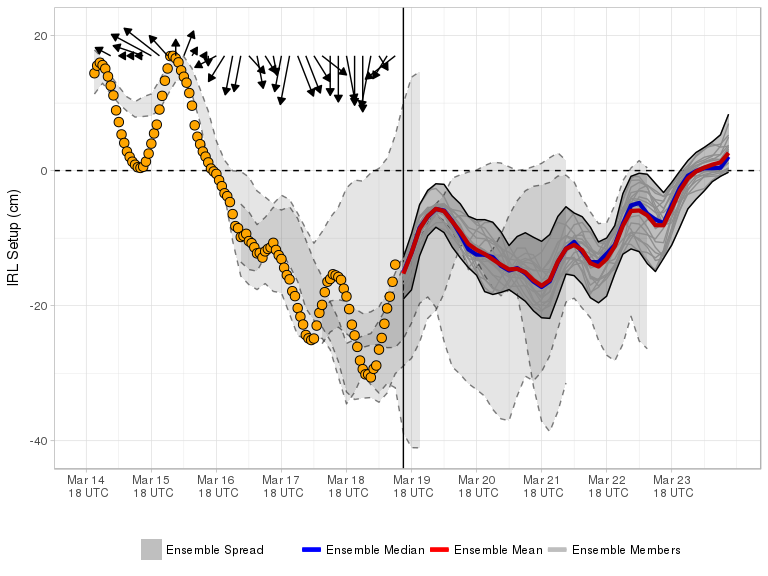 20
0
-20
-40
IRL Setup (cm)
Mar 14 Mar 15 Mar 16 Mar 17 Mar 18 Mar 19 Mar 20 Mar 21 Mar 22 Mar 23
18 UTC 18 UTC 18 UTC 18 UTC 18 UTC 18 UTC 18 UTC 18 UTC 18 UTC 18 UTC
Ensemble Spread Ensemble Median Ensemble Mean Ensemble Members